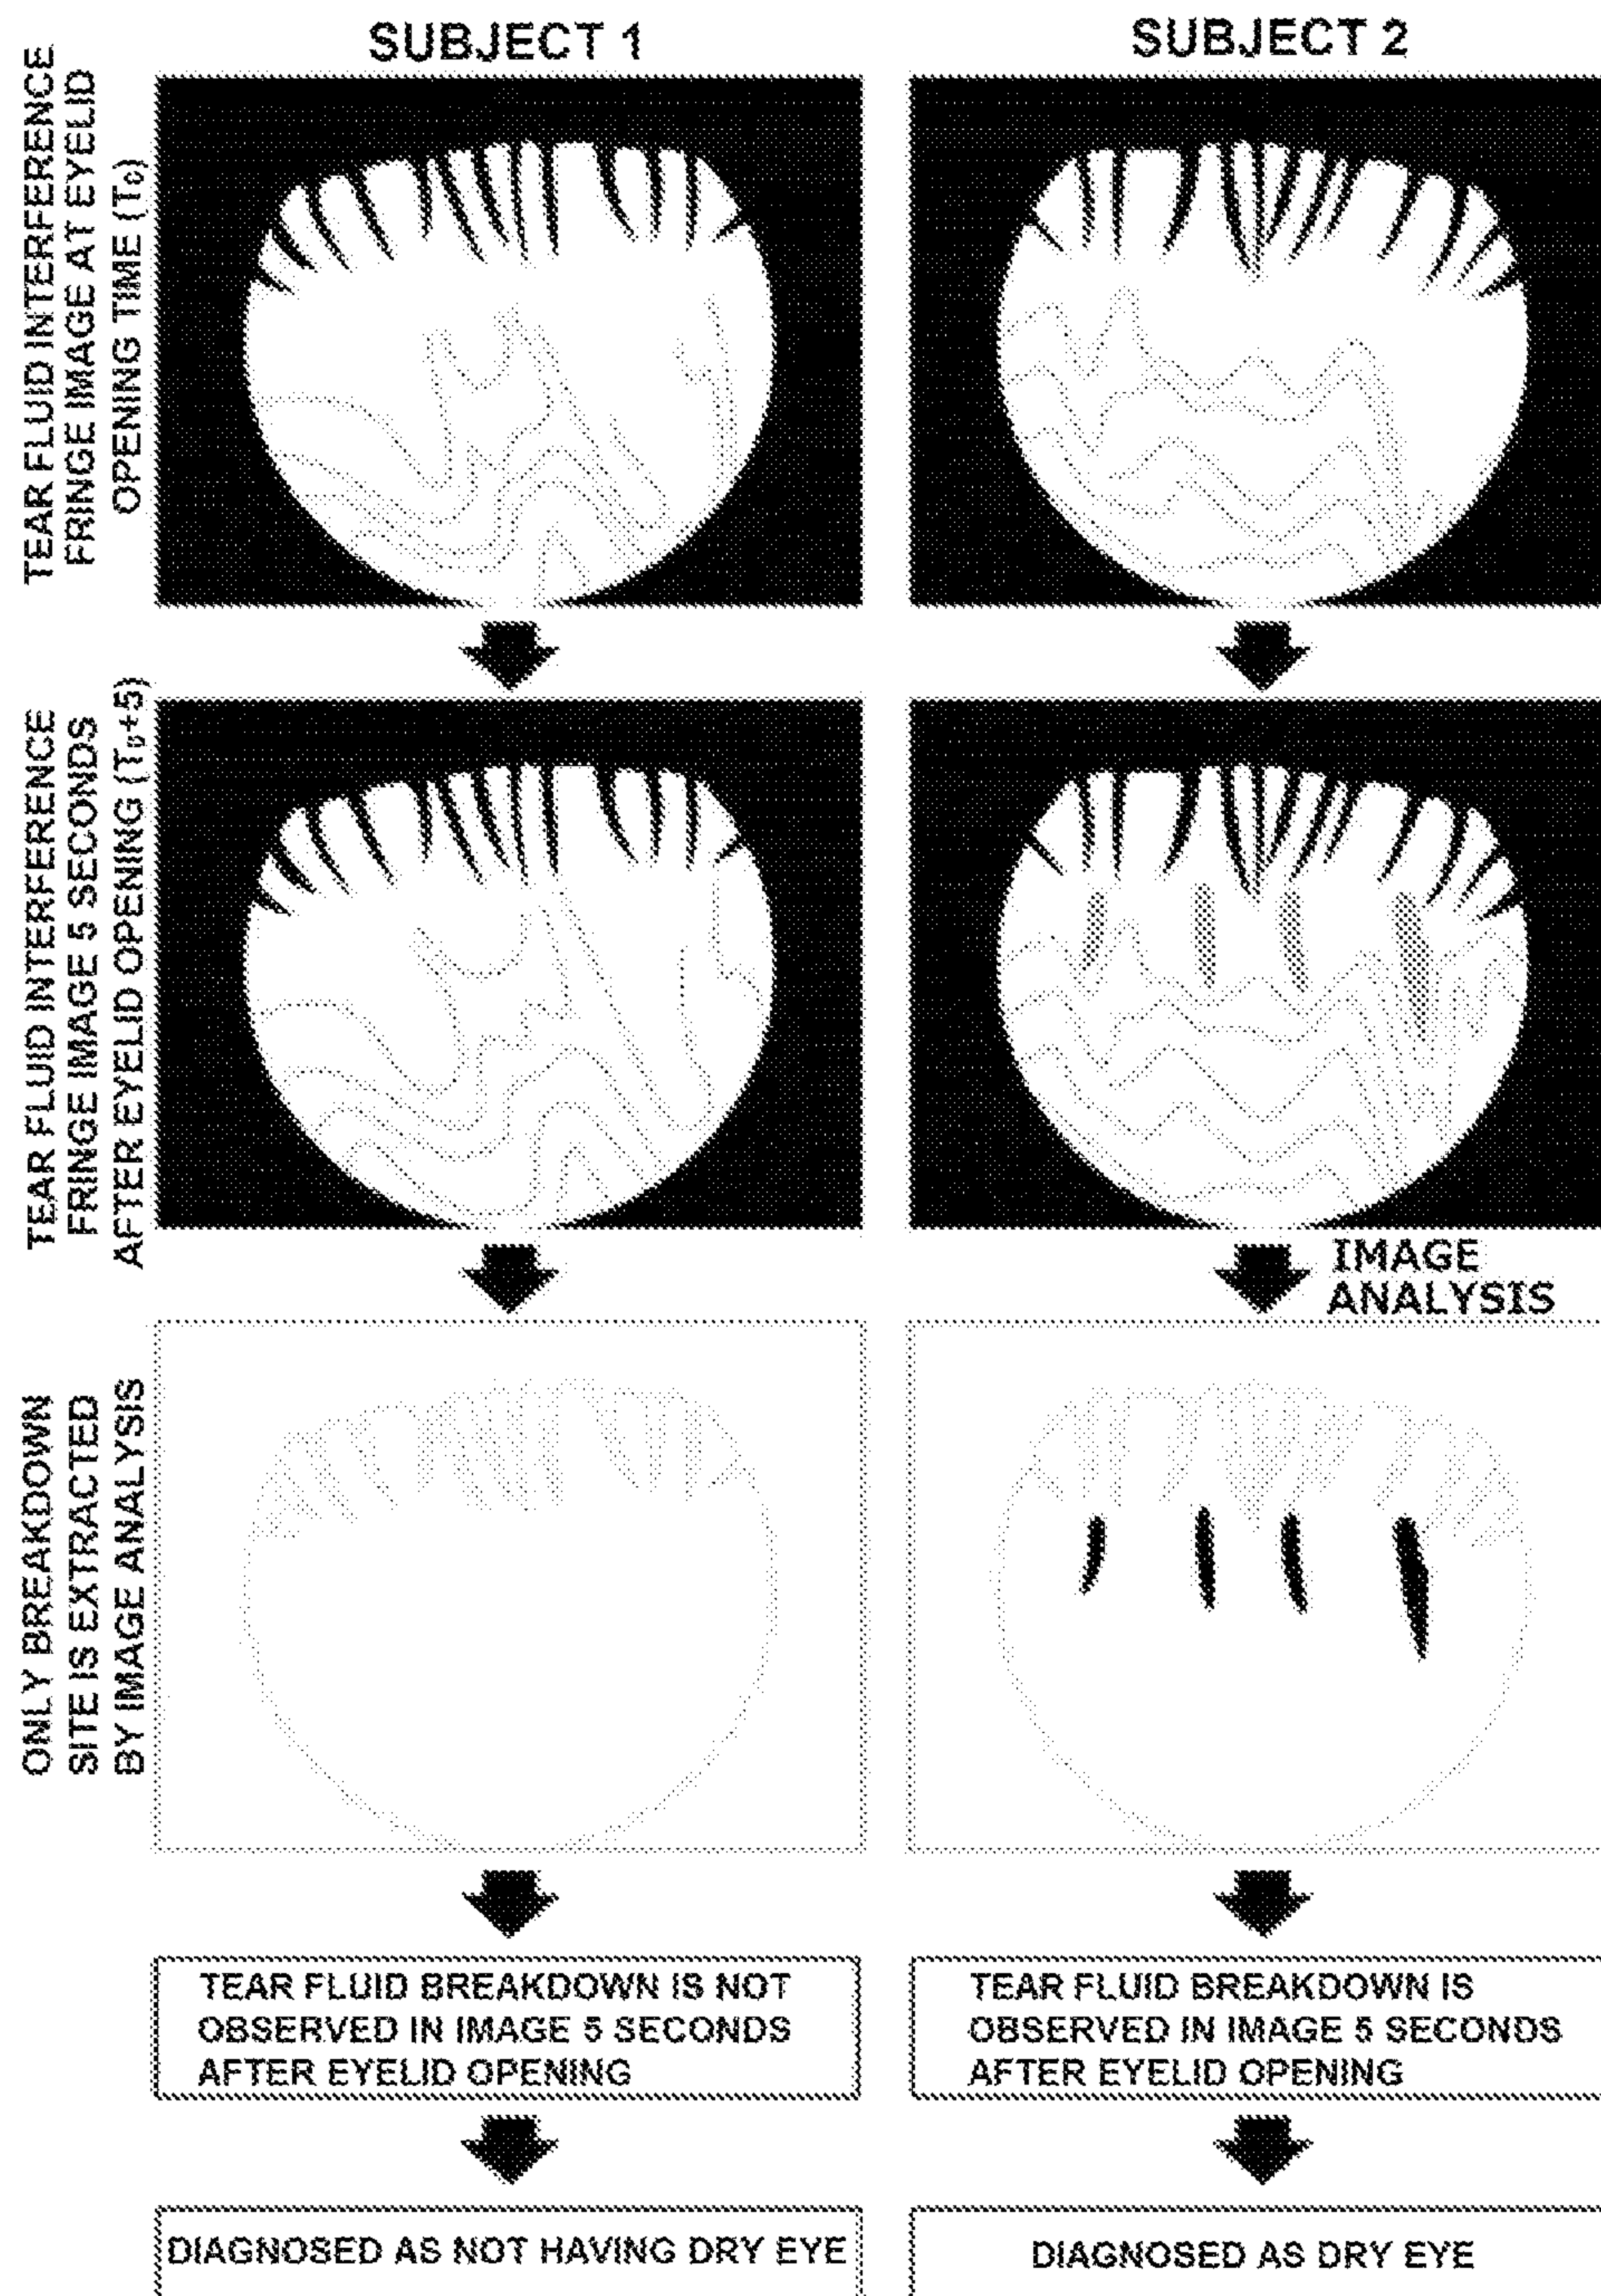 SUBJECT 1
SUBJECT 2
TEAR FLUID INTERFERENCE
FRINGE IMAGE AT EYELID
OPENING TIME (T₀)
TEAR FLUID INTERFERENCE
FRINGE IMAGE 5 SECONDS
AFTER EYELID OPENING (T₀+5)
IMAGE
ANALYSIS
ONLY BREAKDOWN
SITE IS EXTRACTED
BY IMAGE ANALYSIS
TEAR FLUID BREAKDOWN IS NOT
OBSERVED IN IMAGE 5 SECONDS
AFTER EYELID OPENING
TEAR FLUID BREAKDOWN IS
OBSERVED IN IMAGE 5 SECONDS
AFTER EYELID OPENING
DIAGNOSED AS NOT HAVING DRY EYE
DIAGNOSED AS DRY EYE